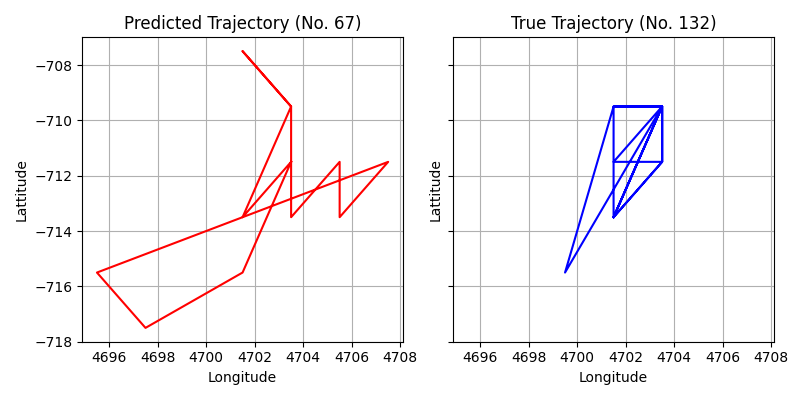 Predicted Trajectory (No. 67)
True Trajectory (No. 132)
Lattitude
−708
−710
−712
−714
−716
−718
4696 4698 4700 4702 4704 4706 4708
Longitude
Lattitude
4696 4698 4700 4702 4704 4706 4708
Longitude